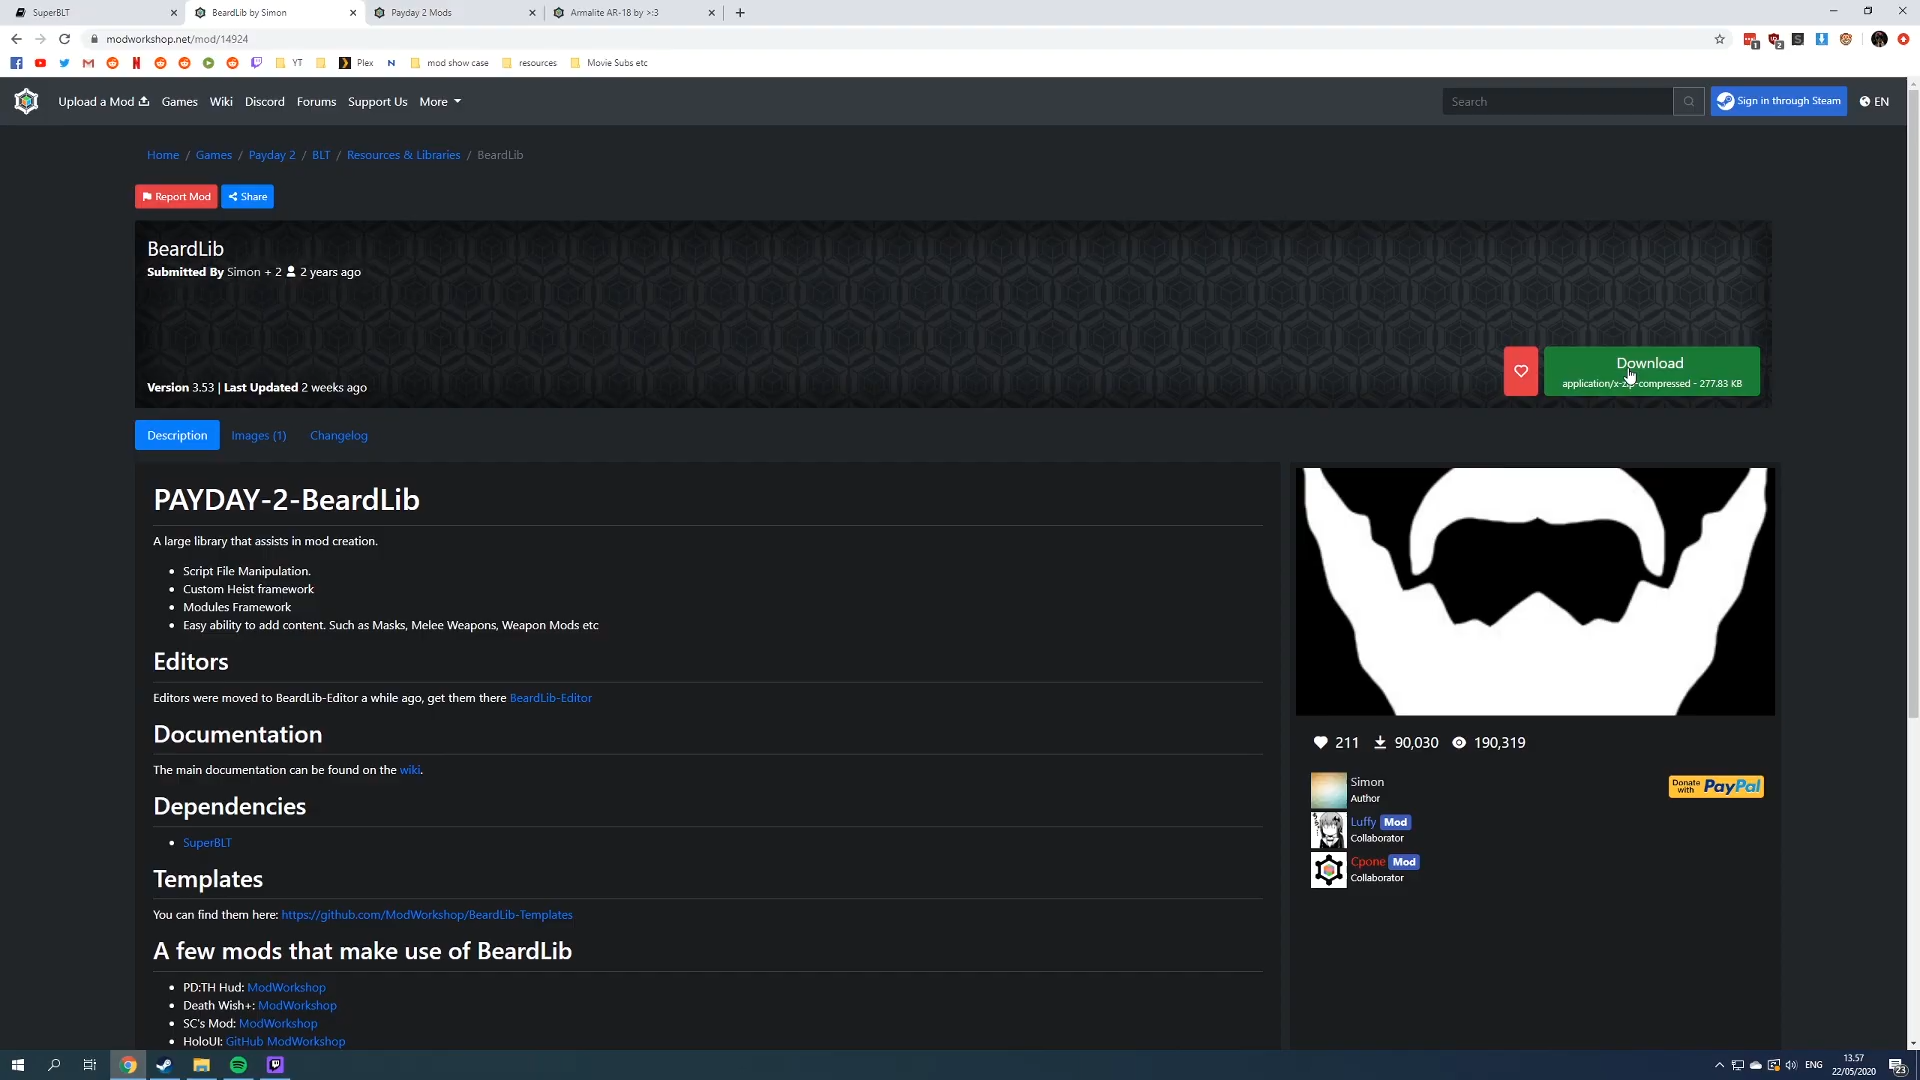 SuperBLT
BeardLib by Simon
Payday 2 Mods
Armalite AR-18 by >:3
modworkshop.net/mod/14924
YT
Plex
mod show case
resources
Movie Subs etc
Upload a Mod
Games
Wiki
Discord
Forums
Support Us
More
Search
Sign in through Steam
EN
Home / Games / Payday 2 / BLT / Resources & Libraries / BeardLib
Report Mod
Share
BeardLib
Submitted By Simon + 2 2 years ago
Version 3.53 | Last Updated 2 weeks ago
Download
application/x-zip-compressed - 277.83 KB
Description
Images (1)
Changelog
PAYDAY-2-BeardLib
A large library that assists in mod creation.
• Script File Manipulation.
• Custom Heist framework
• Modules Framework
• Easy ability to add content. Such as Masks, Melee Weapons, Weapon Mods etc
Editors
Editors were moved to BeardLib-Editor a while ago, get them there BeardLib-Editor
Documentation
The main documentation can be found on the wiki.
Dependencies
• SuperBLT
Templates
You can find them here: https://github.com/ModWorkshop/BeardLib-Templates
A few mods that make use of BeardLib
• PD:TH Hud: ModWorkshop
• Death Wish+: ModWorkshop
• SC's Mod: ModWorkshop
• HoloUI: GitHub ModWorkshop
211 90,030 190,319
Simon
Author
Donate with PayPal
Luffy Mod
Collaborator
Cpone Mod
Collaborator
ENG
13.57
22/05/2020
23